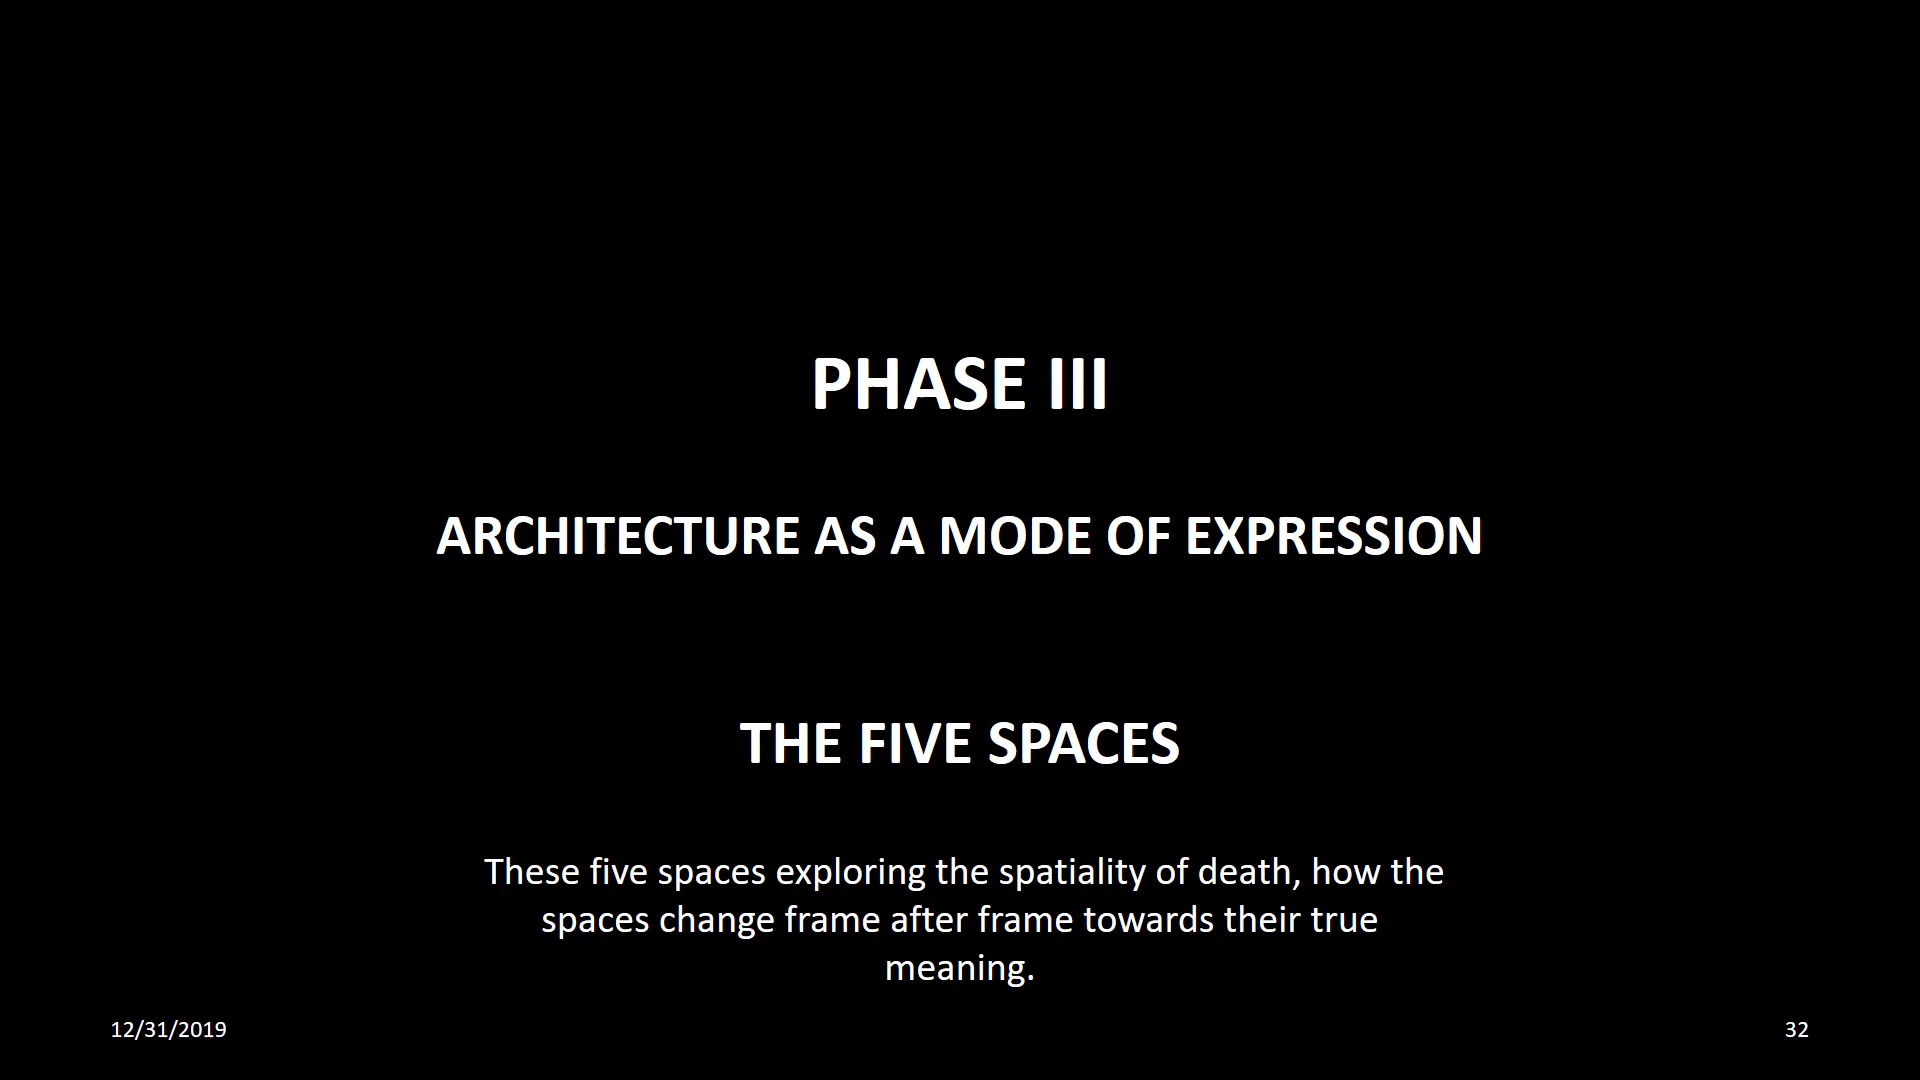 PHASE III
ARCHITECTURE AS A MODE OF EXPRESSION
THE FIVE SPACES
These five spaces exploring the spatiality of death, how the
spaces change frame after frame towards their true
meaning.
12/31/2019
32